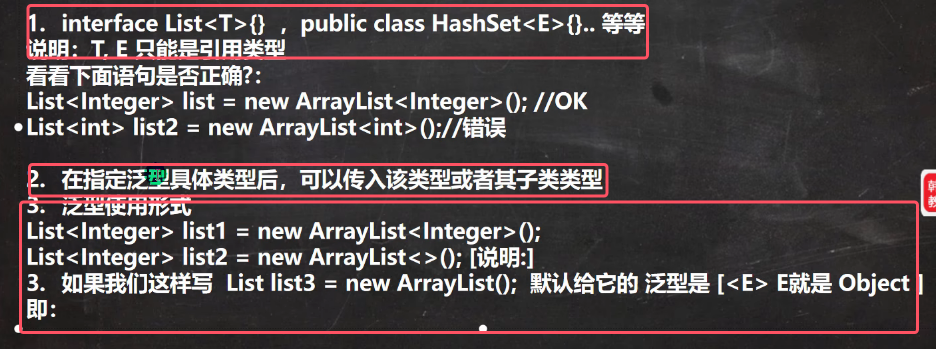 1. interface List<T>{} , public class HashSet<E>{}.. 等等
说明: T, E 只能是引用类型
看看下面语句是否正确?:
List<Integer> list = new ArrayList<Integer>(); //OK
List<int> list2 = new ArrayList<int>();//错误
2. 在指定泛型具体类型后，可以传入该类型或者其子类类型
3. 泛型使用形式
List<Integer> list1 = new ArrayList<Integer>();
List<Integer> list2 = new ArrayList<>(); [说明:]
3. 如果我们这样写 List list3 = new ArrayList(); 默认给它的 泛型是 [<E> E就是 Object ]
即:
韩
教